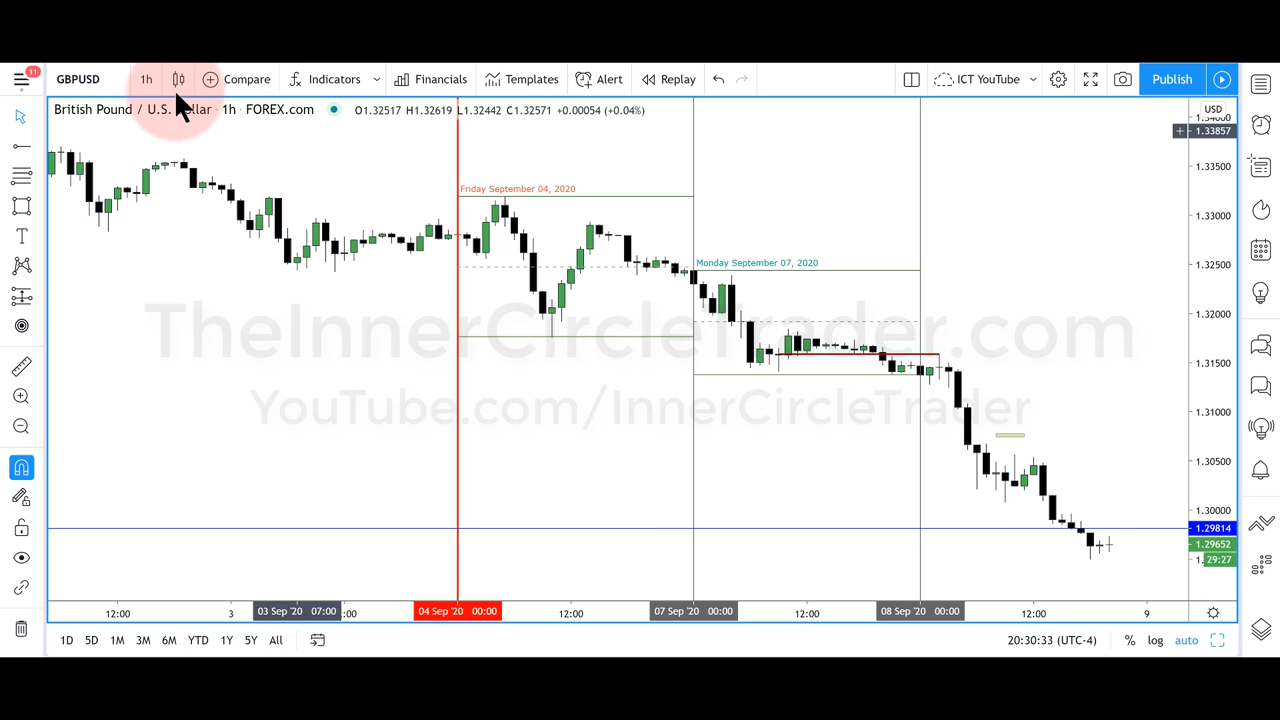 11
GBPUSD 1h Compare Indicators Financials Templates Alert Replay ICT YouTube Publish
British Pound / U.S. Dollar · 1h · FOREX.com O1.32517 H1.32619 L1.32442 C1.32571 +0.00054 (+0.04%)
USD
1.34000
1.33857
1.33500
Friday September 04, 2020
1.33000
Monday September 07, 2020
1.32500
TheInnerCircleTrader.com
1.32000
1.31500
YouTube.com/InnerCircleTrader
1.31000
1.30500
1.30000
1.29814
1.29652
29:27
12:00 3 03 Sep '20 07:00 :00 04 Sep '20 00:00 12:00 07 Sep '20 00:00 12:00 08 Sep '20 00:00 12:00 9
1D 5D 1M 3M 6M YTD 1Y 5Y All 20:30:33 (UTC-4) % log auto